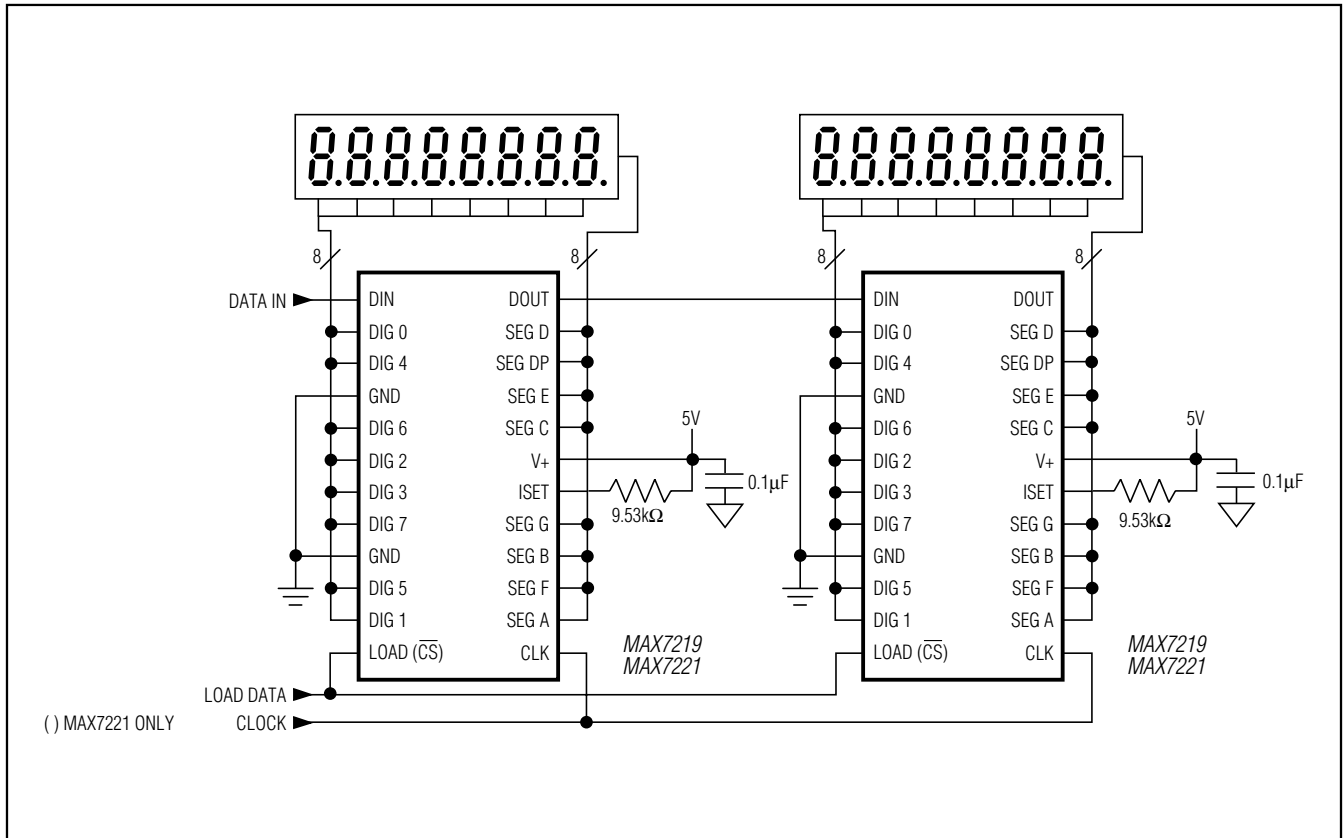 8.8.8.8.8.8.8.8.
8.8.8.8.8.8.8.8.
8
8
8
8
DATA IN
DIN
DOUT
DIG 0
SEG D
DIG 4
SEG DP
GND
SEG E
DIG 6
SEG C
DIG 2
V+
DIG 3
ISET
DIG 7
SEG G
GND
SEG B
DIG 5
SEG F
DIG 1
SEG A
LOAD (C̅S̅)
CLK
5V
0.1μF
9.53kΩ
MAX7219
MAX7221
DIN
DOUT
DIG 0
SEG D
DIG 4
SEG DP
GND
SEG E
DIG 6
SEG C
DIG 2
V+
DIG 3
ISET
DIG 7
SEG G
GND
SEG B
DIG 5
SEG F
DIG 1
SEG A
LOAD (C̅S̅)
CLK
5V
0.1μF
9.53kΩ
MAX7219
MAX7221
LOAD DATA
( ) MAX7221 ONLY
CLOCK